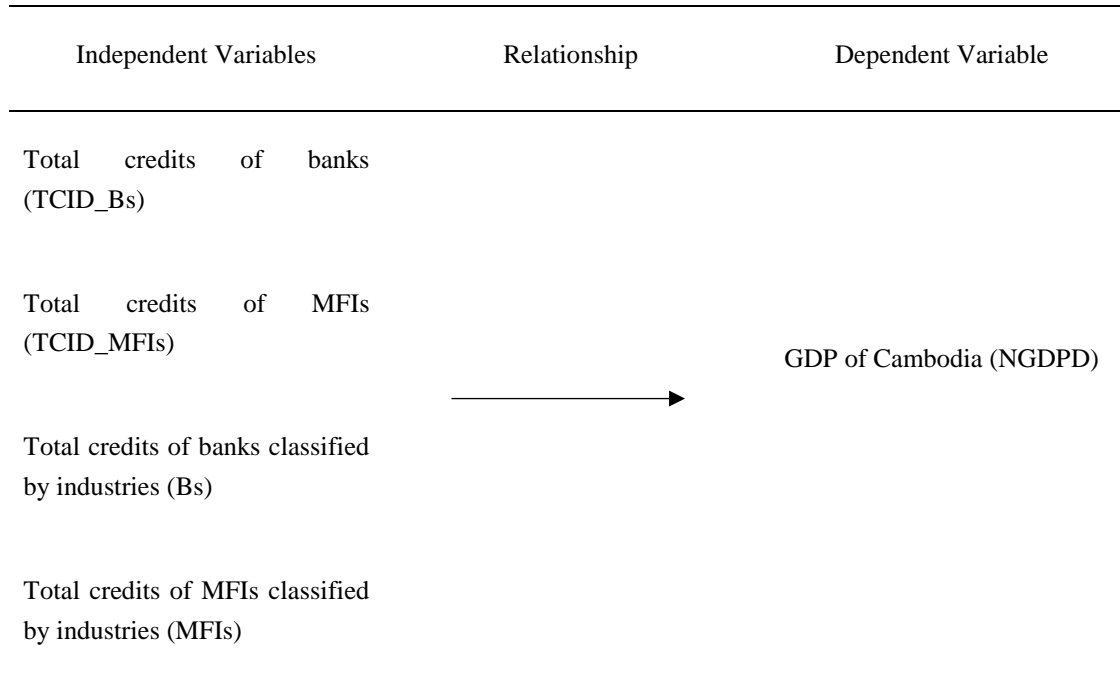 Independent Variables Relationship Dependent Variable
Total credits of banks
(TCID_Bs)
Total credits of MFIs
(TCID_MFIs)
GDP of Cambodia (NGDPD)
Total credits of banks classified
by industries (Bs)
Total credits of MFIs classified
by industries (MFIs)